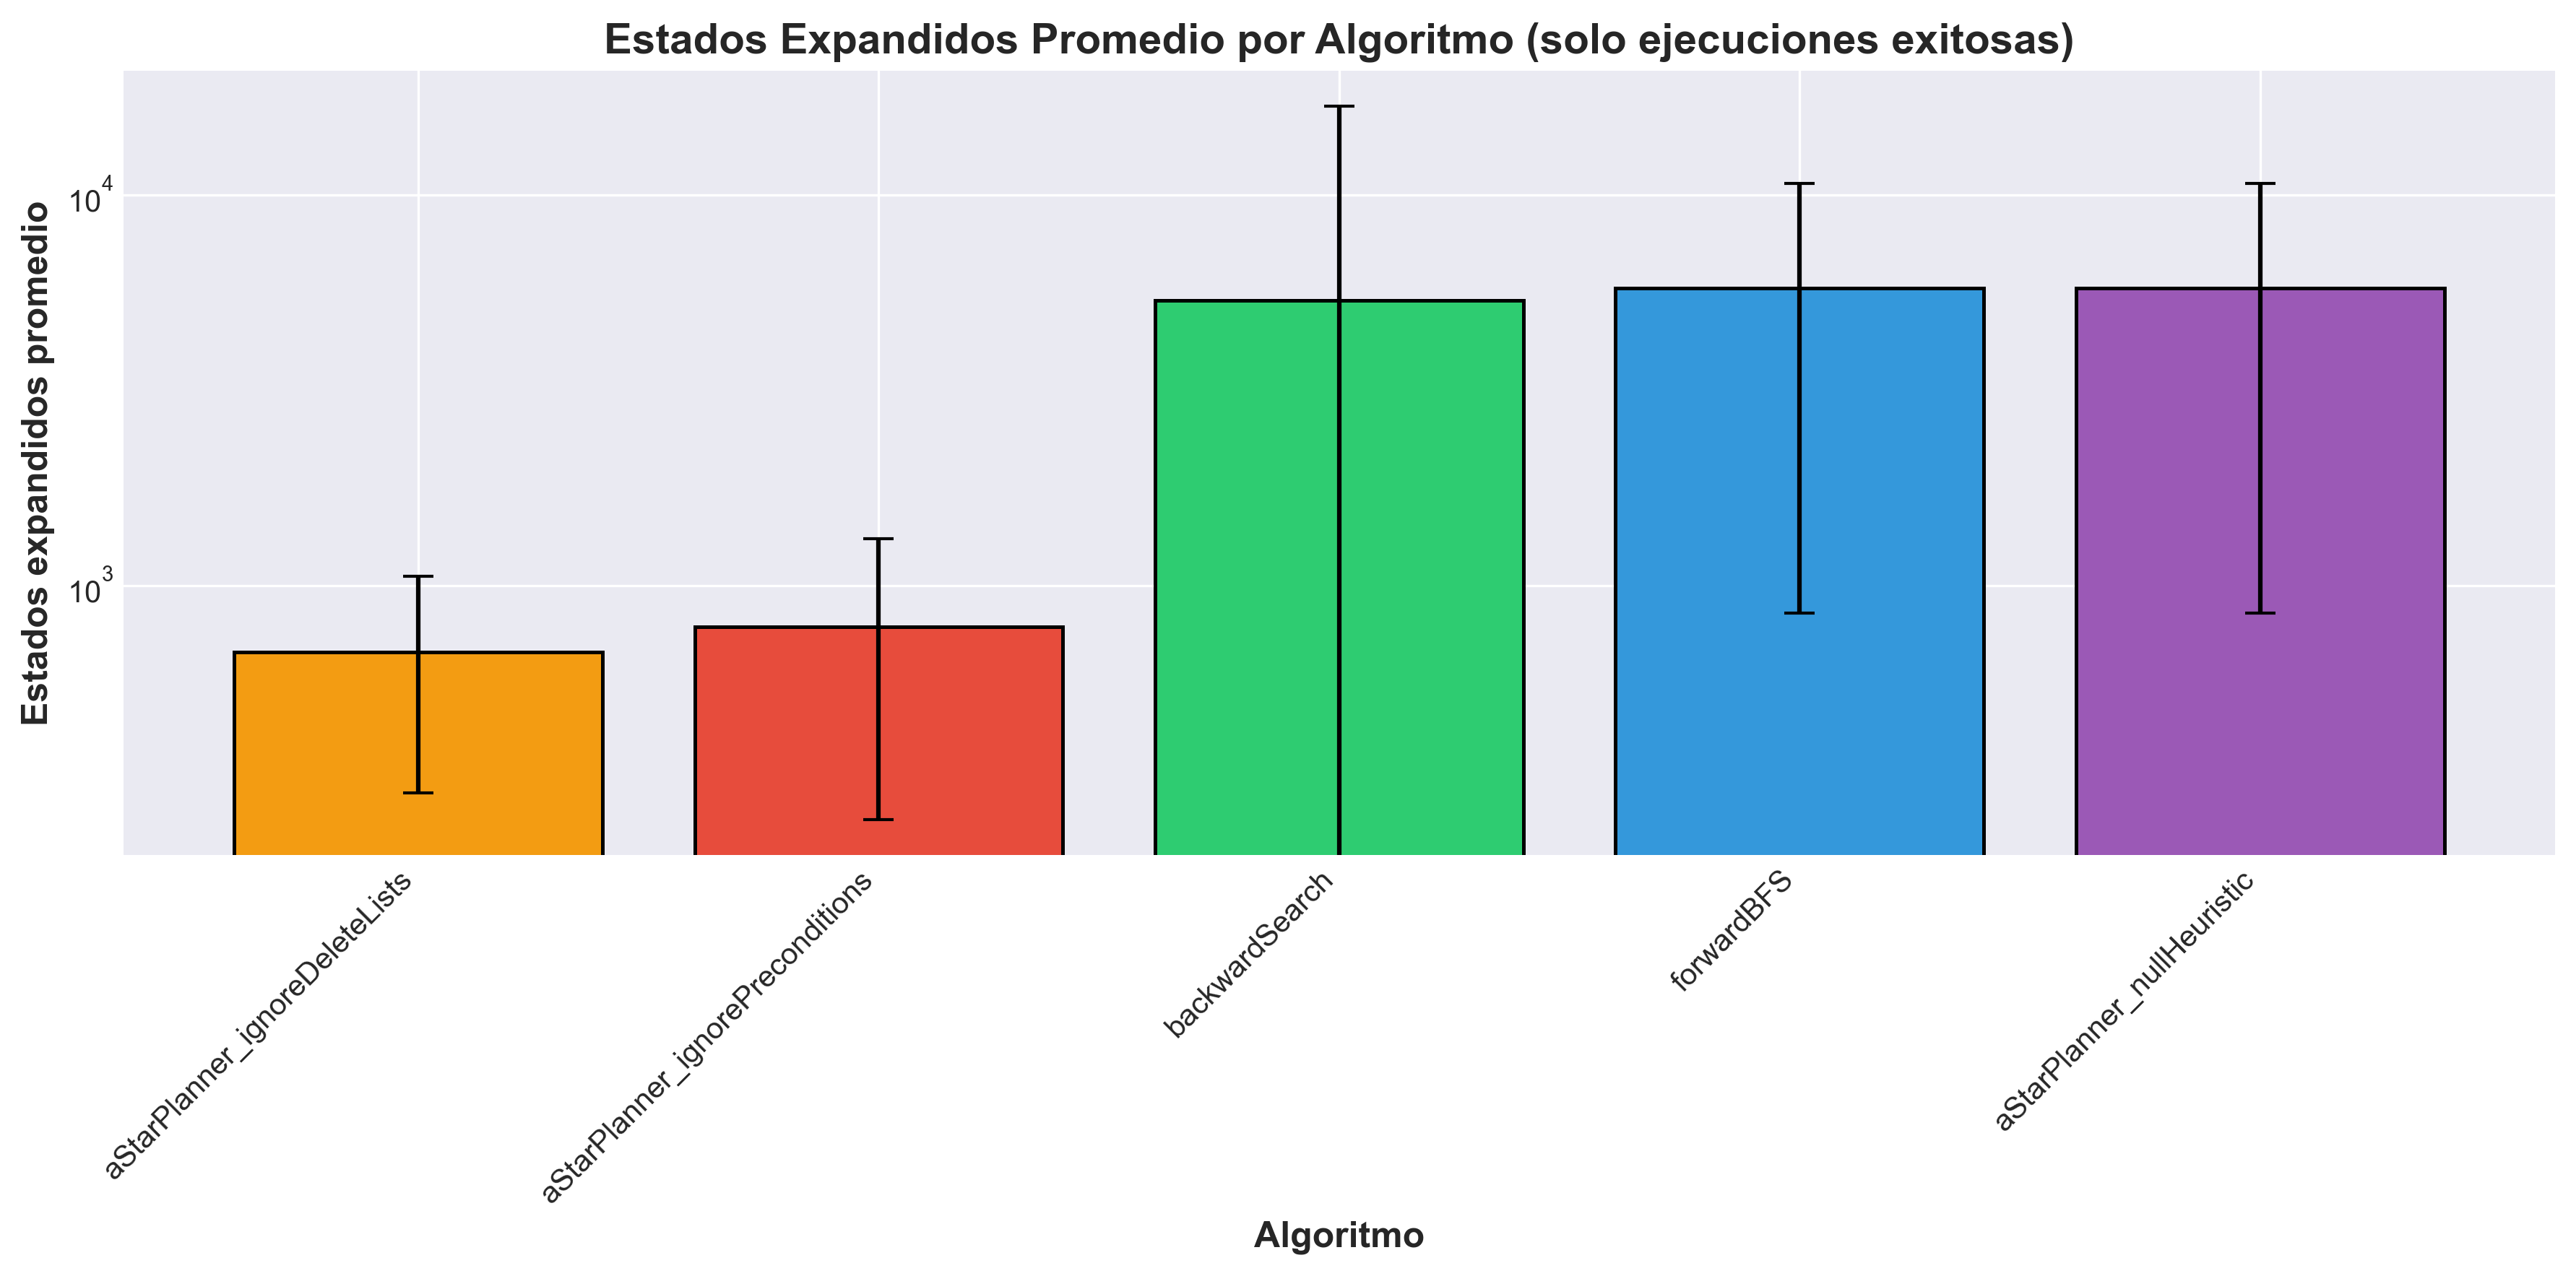 Estados Expandidos Promedio por Algoritmo (solo ejecuciones exitosas)
Estados expandidos promedio
10^4
10^3
aStarPlanner_ignoreDeleteLists
aStarPlanner_ignorePreconditions
backwardSearch
forwardBFS
aStarPlanner_nullHeuristic
Algoritmo